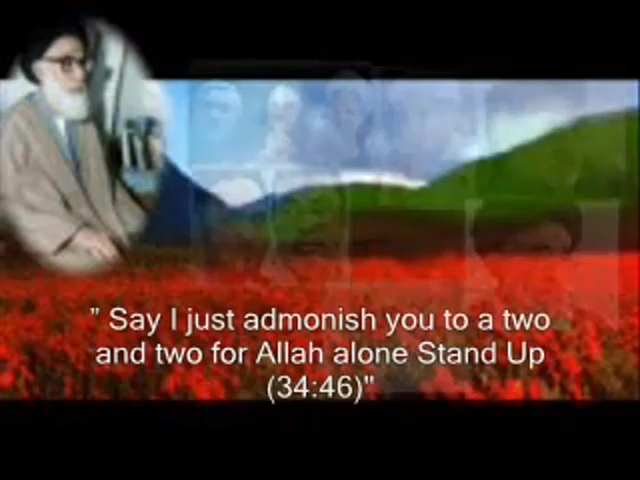 " Say I just admonish you to a two
and two for Allah alone Stand Up
(34:46)"